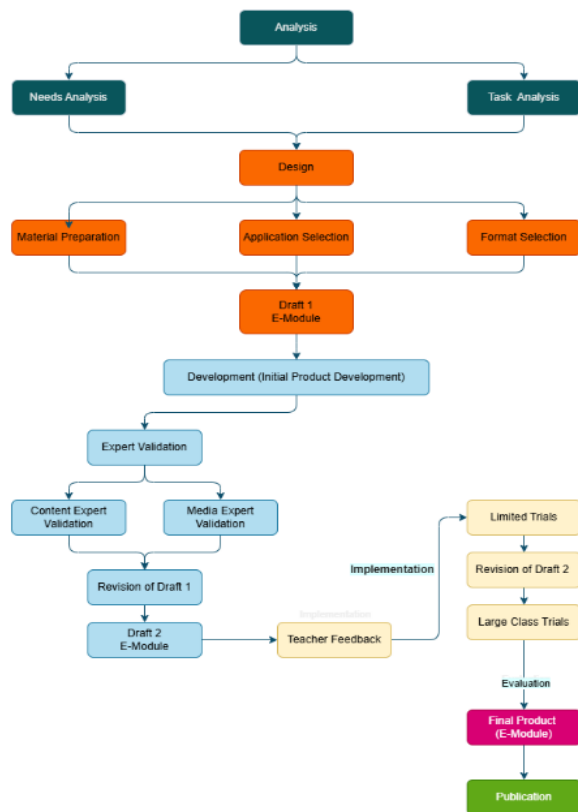 Analysis
Needs Analysis
Task Analysis
Design
Material Preparation
Application Selection
Format Selection
Draft 1
E-Module
Development (Initial Product Development)
Expert Validation
Content Expert
Validation
Media Expert
Validation
Limited Trials
Implementation
Revision of Draft 2
Revision of Draft 1
Implementation
Large Class Trials
Draft 2
E-Module
Teacher Feedback
Evaluation
Final Product
(E-Module)
Publication